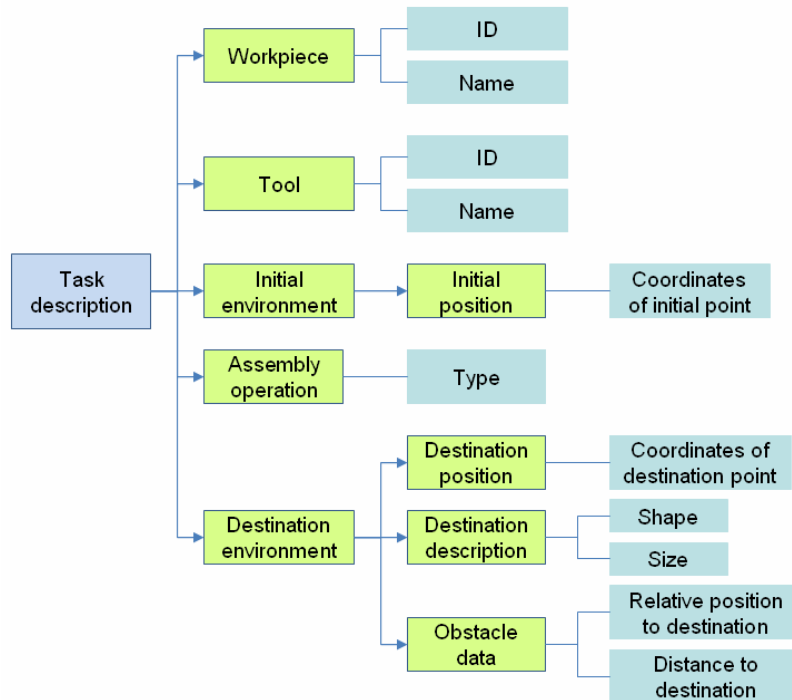 Task
description
Workpiece
ID
Name
Tool
ID
Name
Initial
environment
Initial
position
Coordinates
of initial point
Assembly
operation
Type
Destination
environment
Destination
position
Coordinates of
destination point
Destination
description
Shape
Size
Obstacle
data
Relative position
to destination
Distance to
destination